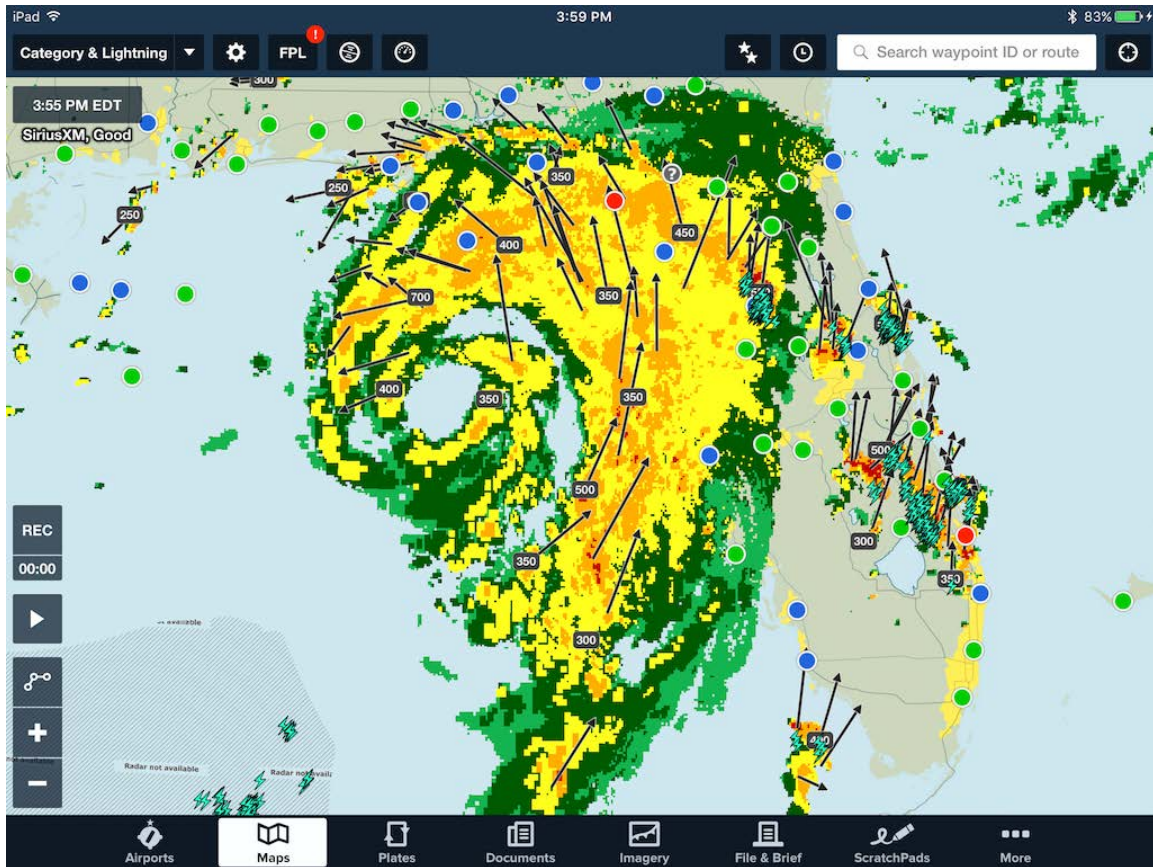 iPad
3:59 PM
83%
Category & Lightning
FPL
!
Search waypoint ID or route
300
3:55 PM EDT
SiriusXM, Good
250
350
?
250
450
400
700
350
400
350
350
500
500
350
300
350
300
REC
00:00
available
Radar not available
Radar not
Airports
Maps
Plates
Documents
Imagery
File & Brief
ScratchPads
More